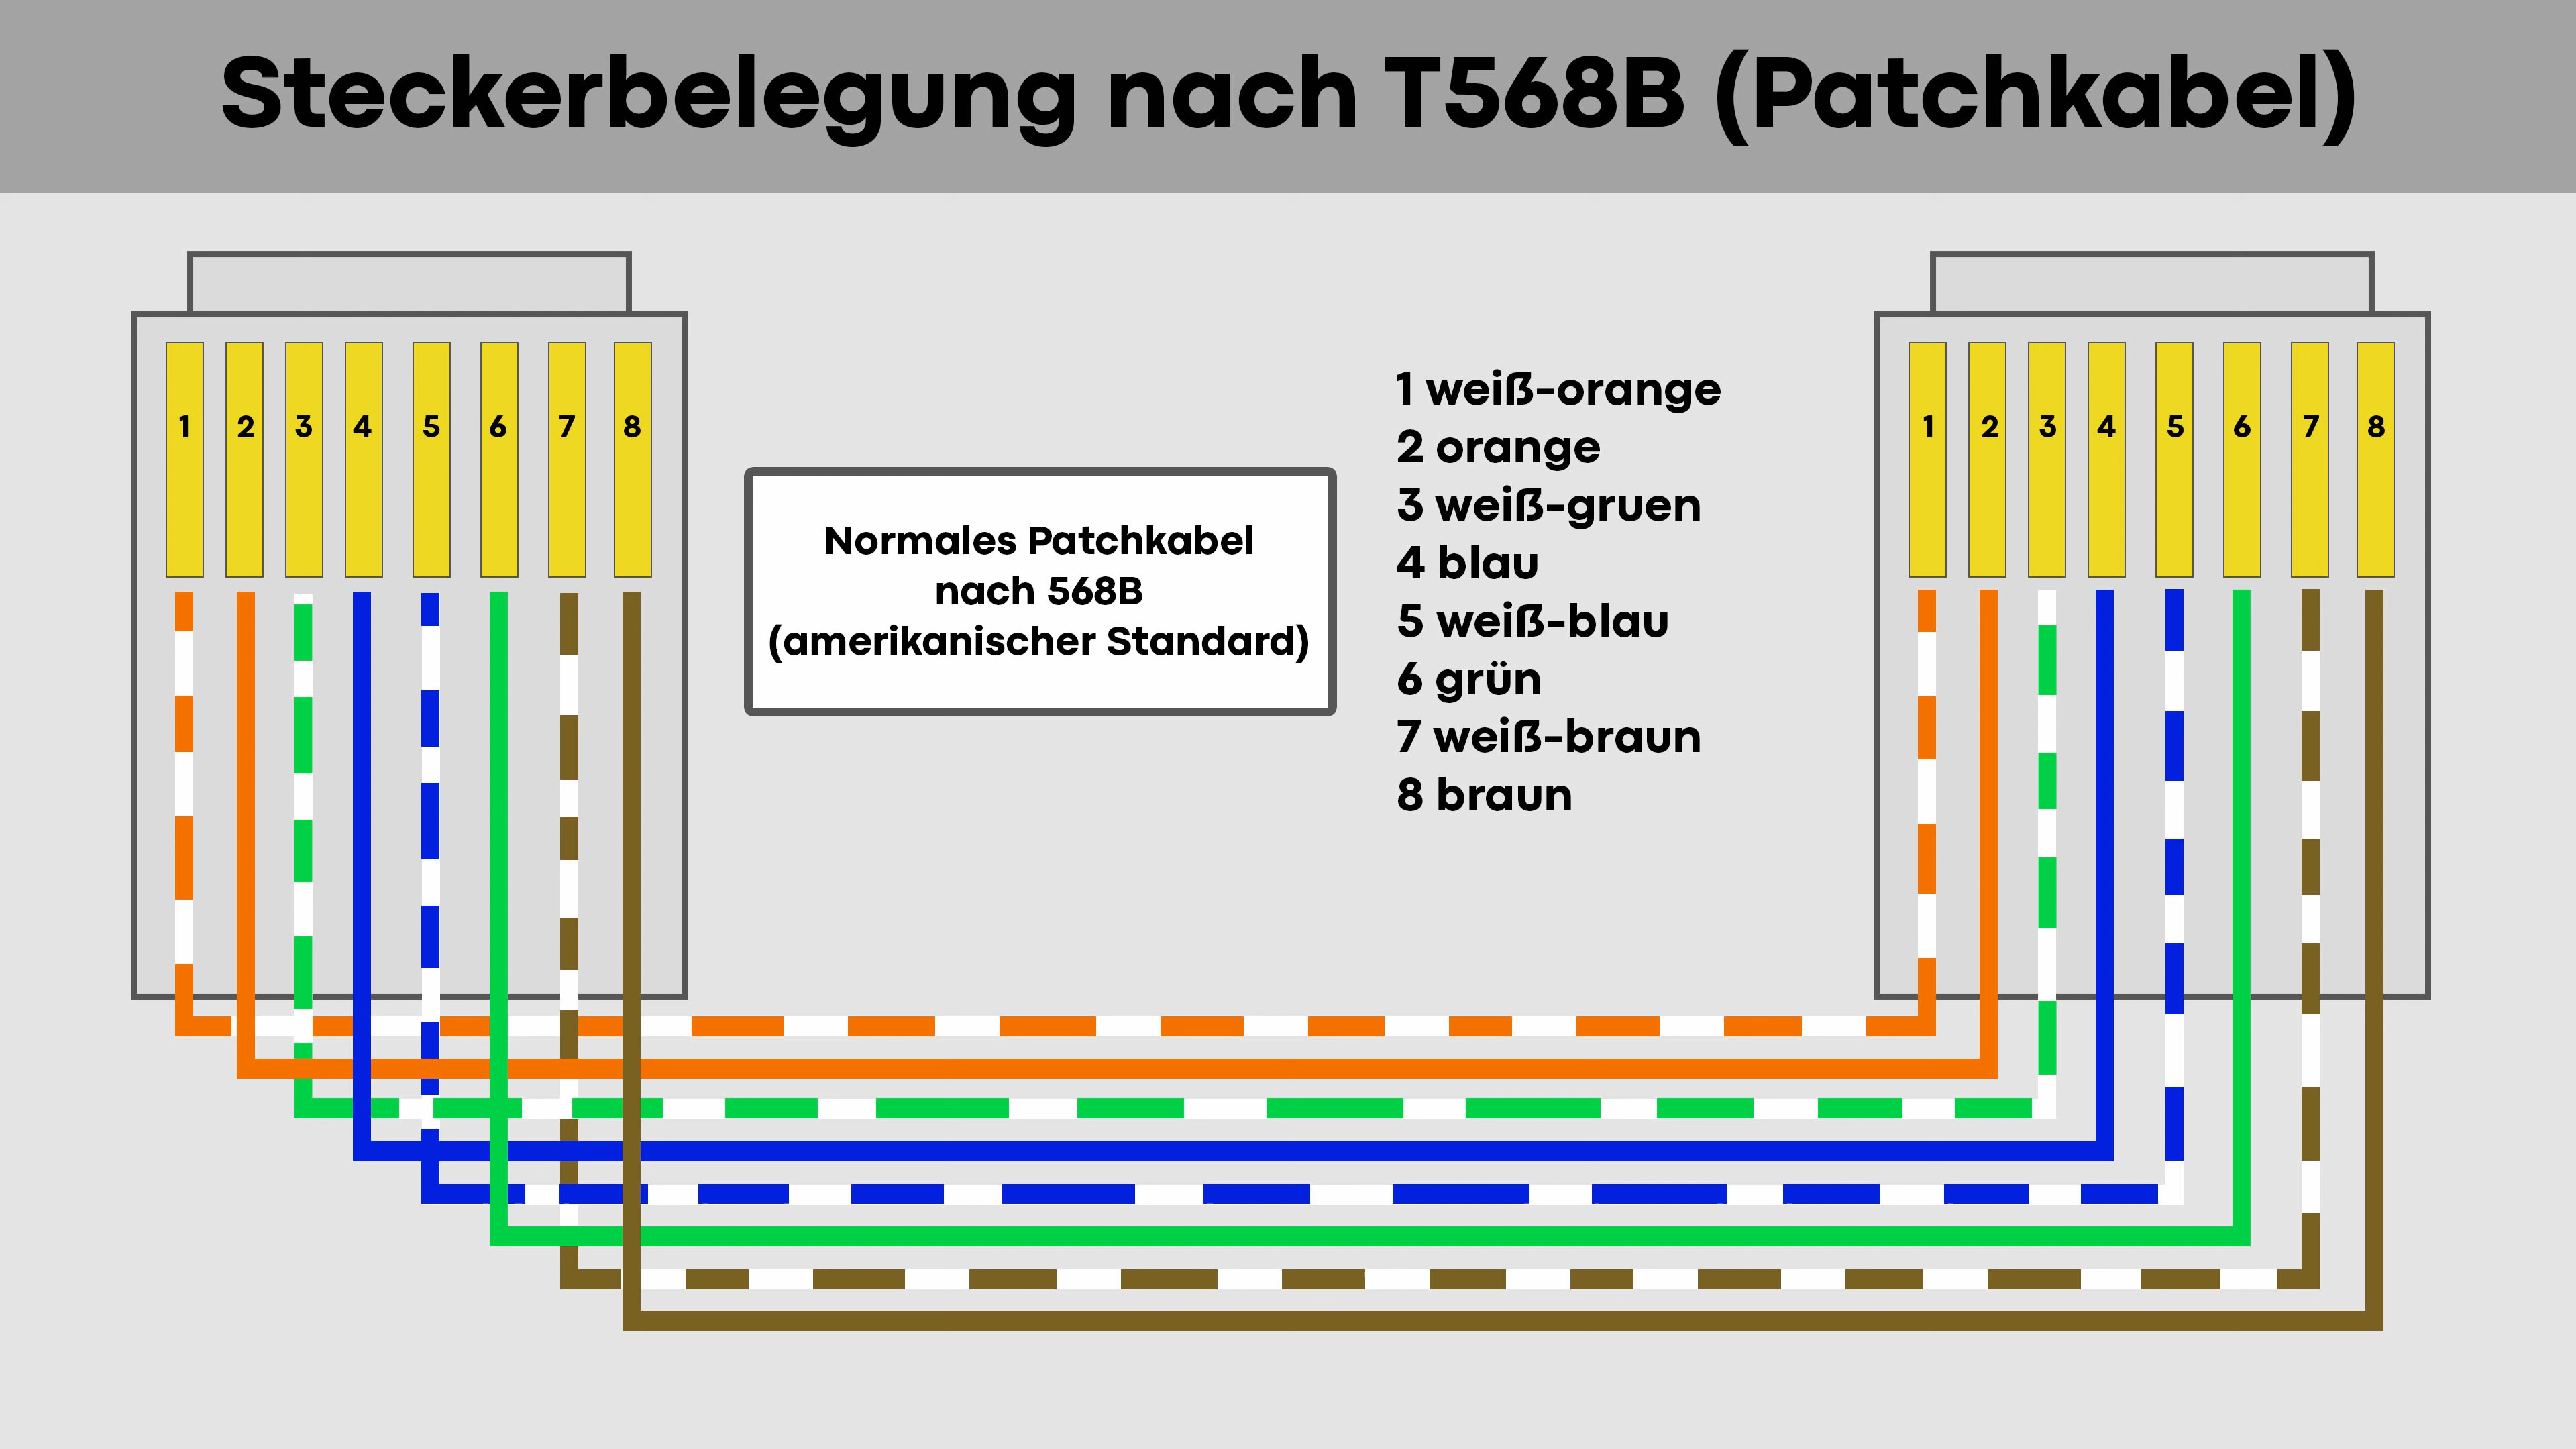 Steckerbelegung nach T568B (Patchkabel)
1 2 3 4 5 6 7 8
Normales Patchkabel
nach 568B
(amerikanischer Standard)
1 weiß-orange
2 orange
3 weiß-gruen
4 blau
5 weiß-blau
6 grün
7 weiß-braun
8 braun
1 2 3 4 5 6 7 8